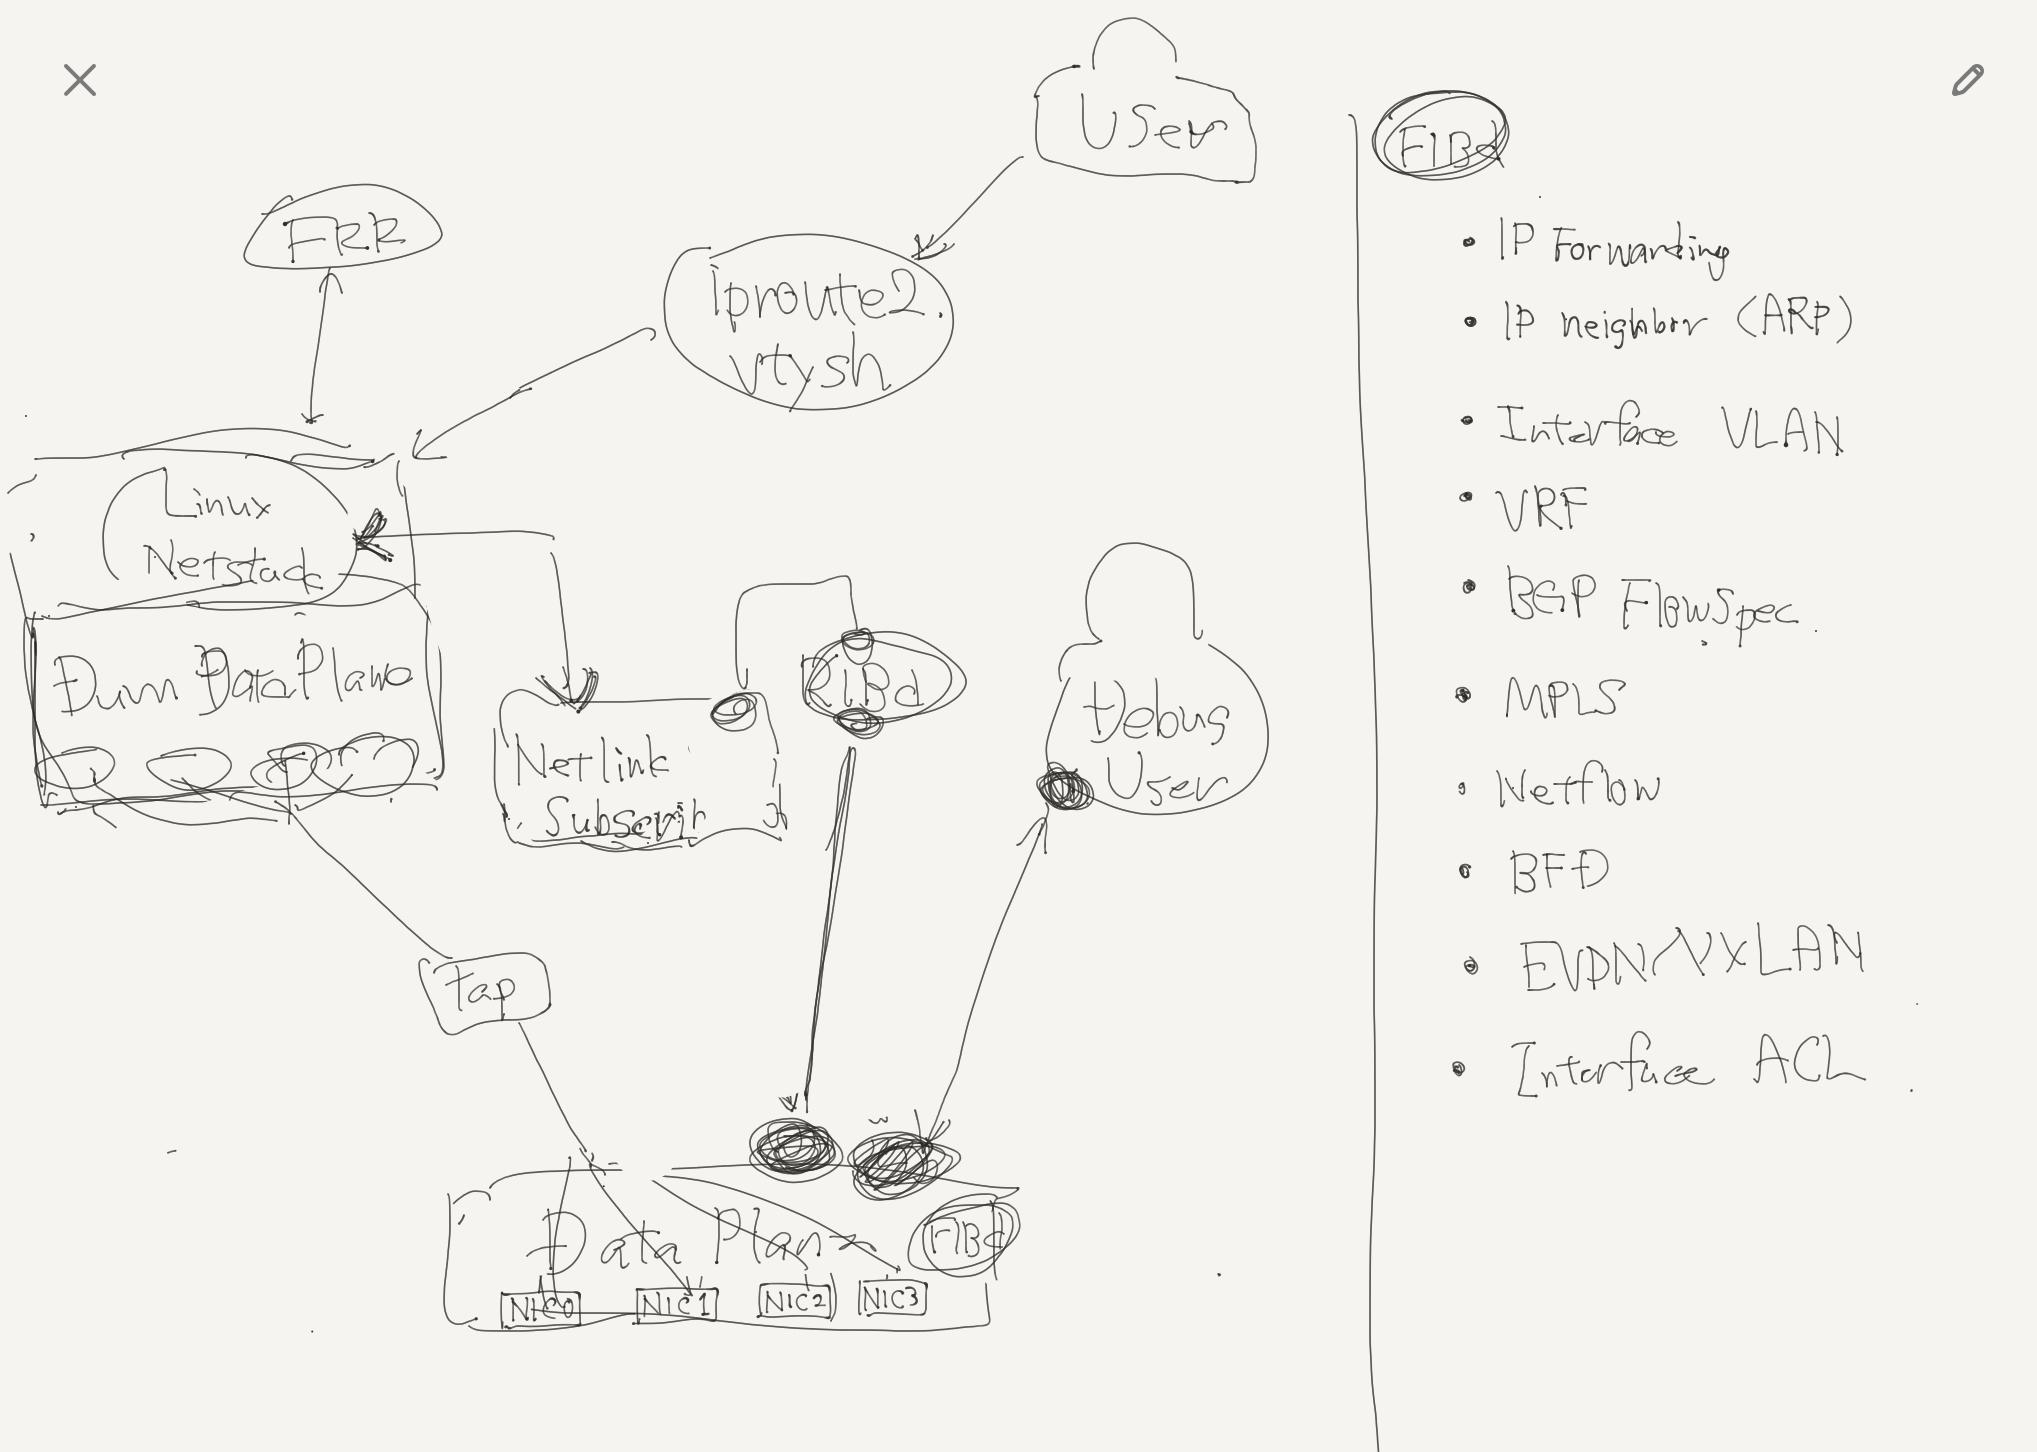 User
FRR
iproute2.
vtysh
Linux
Netstack
Dum DataPlane
RIBd
Netlink
Debug
User
tap
Data Plane
FIBd
NIC0
NIC1
NIC2
NIC3
FIBd
• IP Forwarding
• IP neighbor (ARP)
• Interface VLAN
• VRF
• BGP FlowSpec
• MPLS
• Netflow
• BFD
• EVPN/VXLAN
• Interface ACL